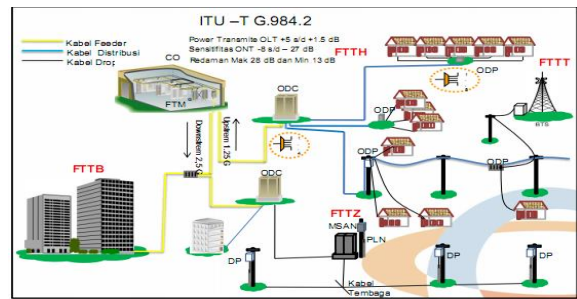 ITU –T G.984.2
Kabel Feeder
Kabel Distribusi
Kabel Drop
Power Transmite OLT +5 s/d +1.5 dB
Sensitifitas ONT -8 s/d – 27 dB
Redaman Mak 28 dB dan Min 13 dB
CO
FTM
Downstrem 2,5 G
Upstrem 1.25 G
ODC
FTTH
ODP
FTTT
BTS
ODP
ODP
ODP
FTTB
ODC
FTTZ
MSAN
PLN
DP
DP
DP
Kabel
Tembaga